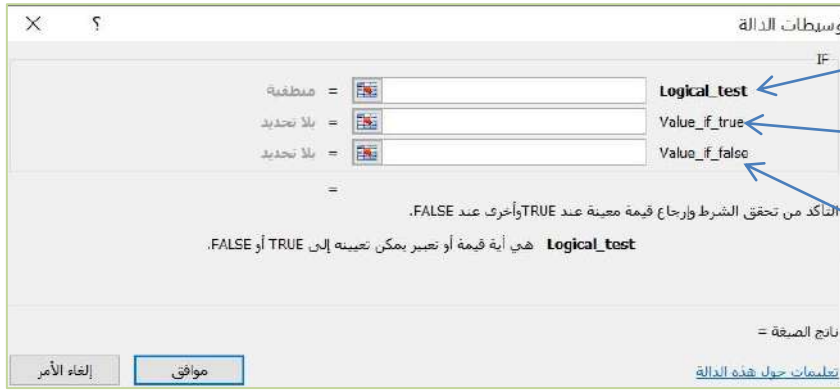 وسيطات الدالة ؟ ×
IF
Logical_test = منطقية
Value_if_true = بلا تحديد
Value_if_false = بلا تحديد
=
التأكد من تحقق الشرط وإرجاع قيمة معينة عند TRUE وأخرى عند FALSE.
Logical_test هي أية قيمة أو تعبير يمكن تعيينه إلى TRUE أو FALSE.
ناتج الصيغة =
تعليمات حول هذه الدالة
موافق
إلغاء الأمر